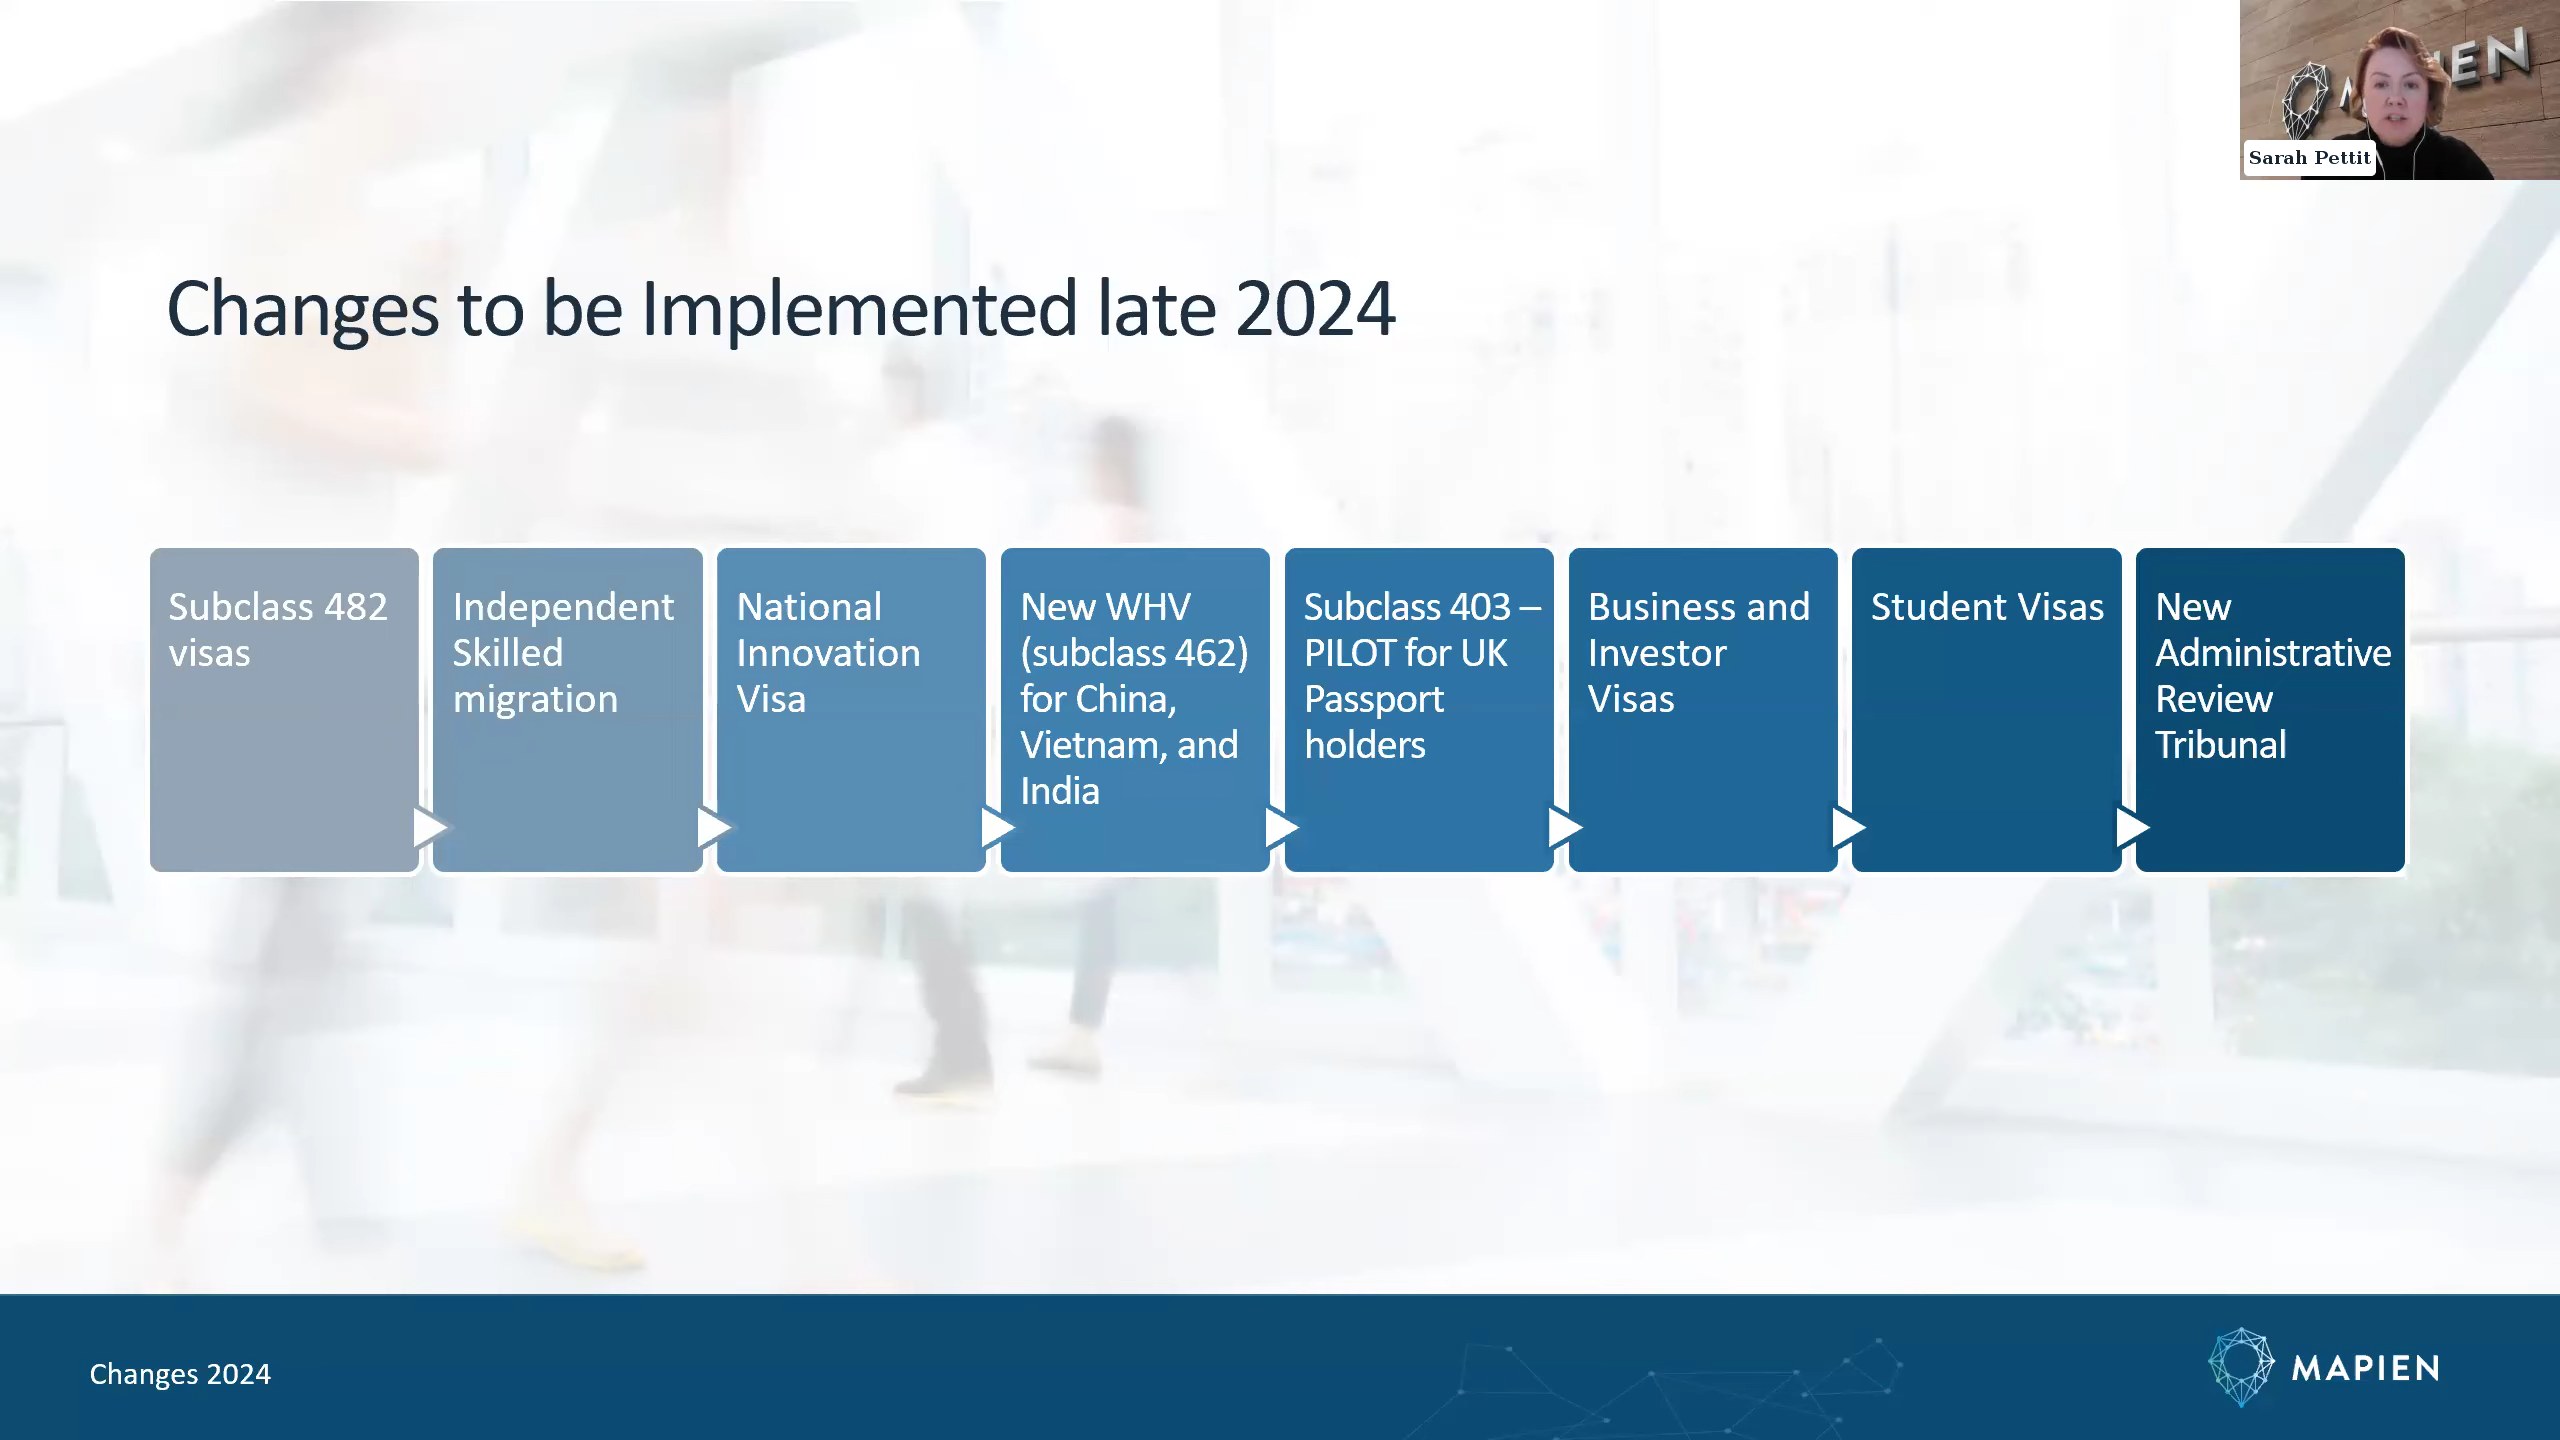 IEN
Sarah Pettit
Changes to be Implemented late 2024
Subclass 482
visas
Independent
Skilled
migration
National
Innovation
Visa
New WHV
(subclass 462)
for China,
Vietnam, and
India
Subclass 403 –
PILOT for UK
Passport
holders
Business and
Investor
Visas
Student Visas
New
Administrative
Review
Tribunal
Changes 2024
MAPIEN